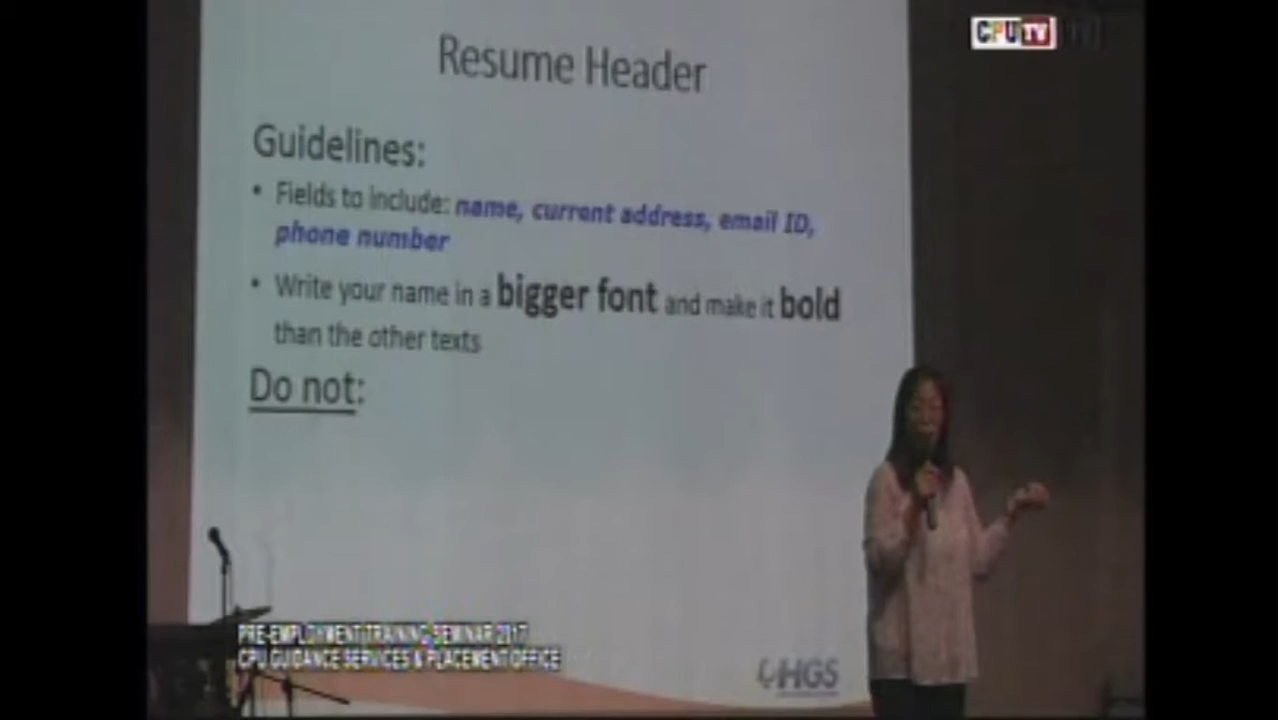 CPU TV
Resume Header
Guidelines:
• Fields to include: name, current address, email ID,
phone number
• Write your name in a bigger font and make it bold
than the other texts
Do not:
PRE-EMPLOYMENT TRAINING SEMINAR 2017
CPU GUIDANCE SERVICES & PLACEMENT OFFICE
HGS